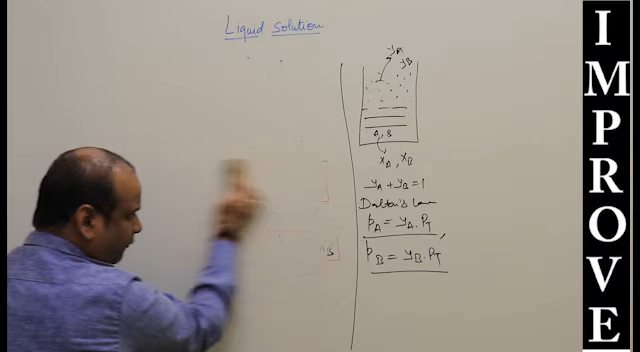 Liquid Solution
yA
yB
A, B
xA, xB
yA + yB = 1
Dalton's Law
pA = yA . PT ,
pB = yB . PT
B
IMPROVE